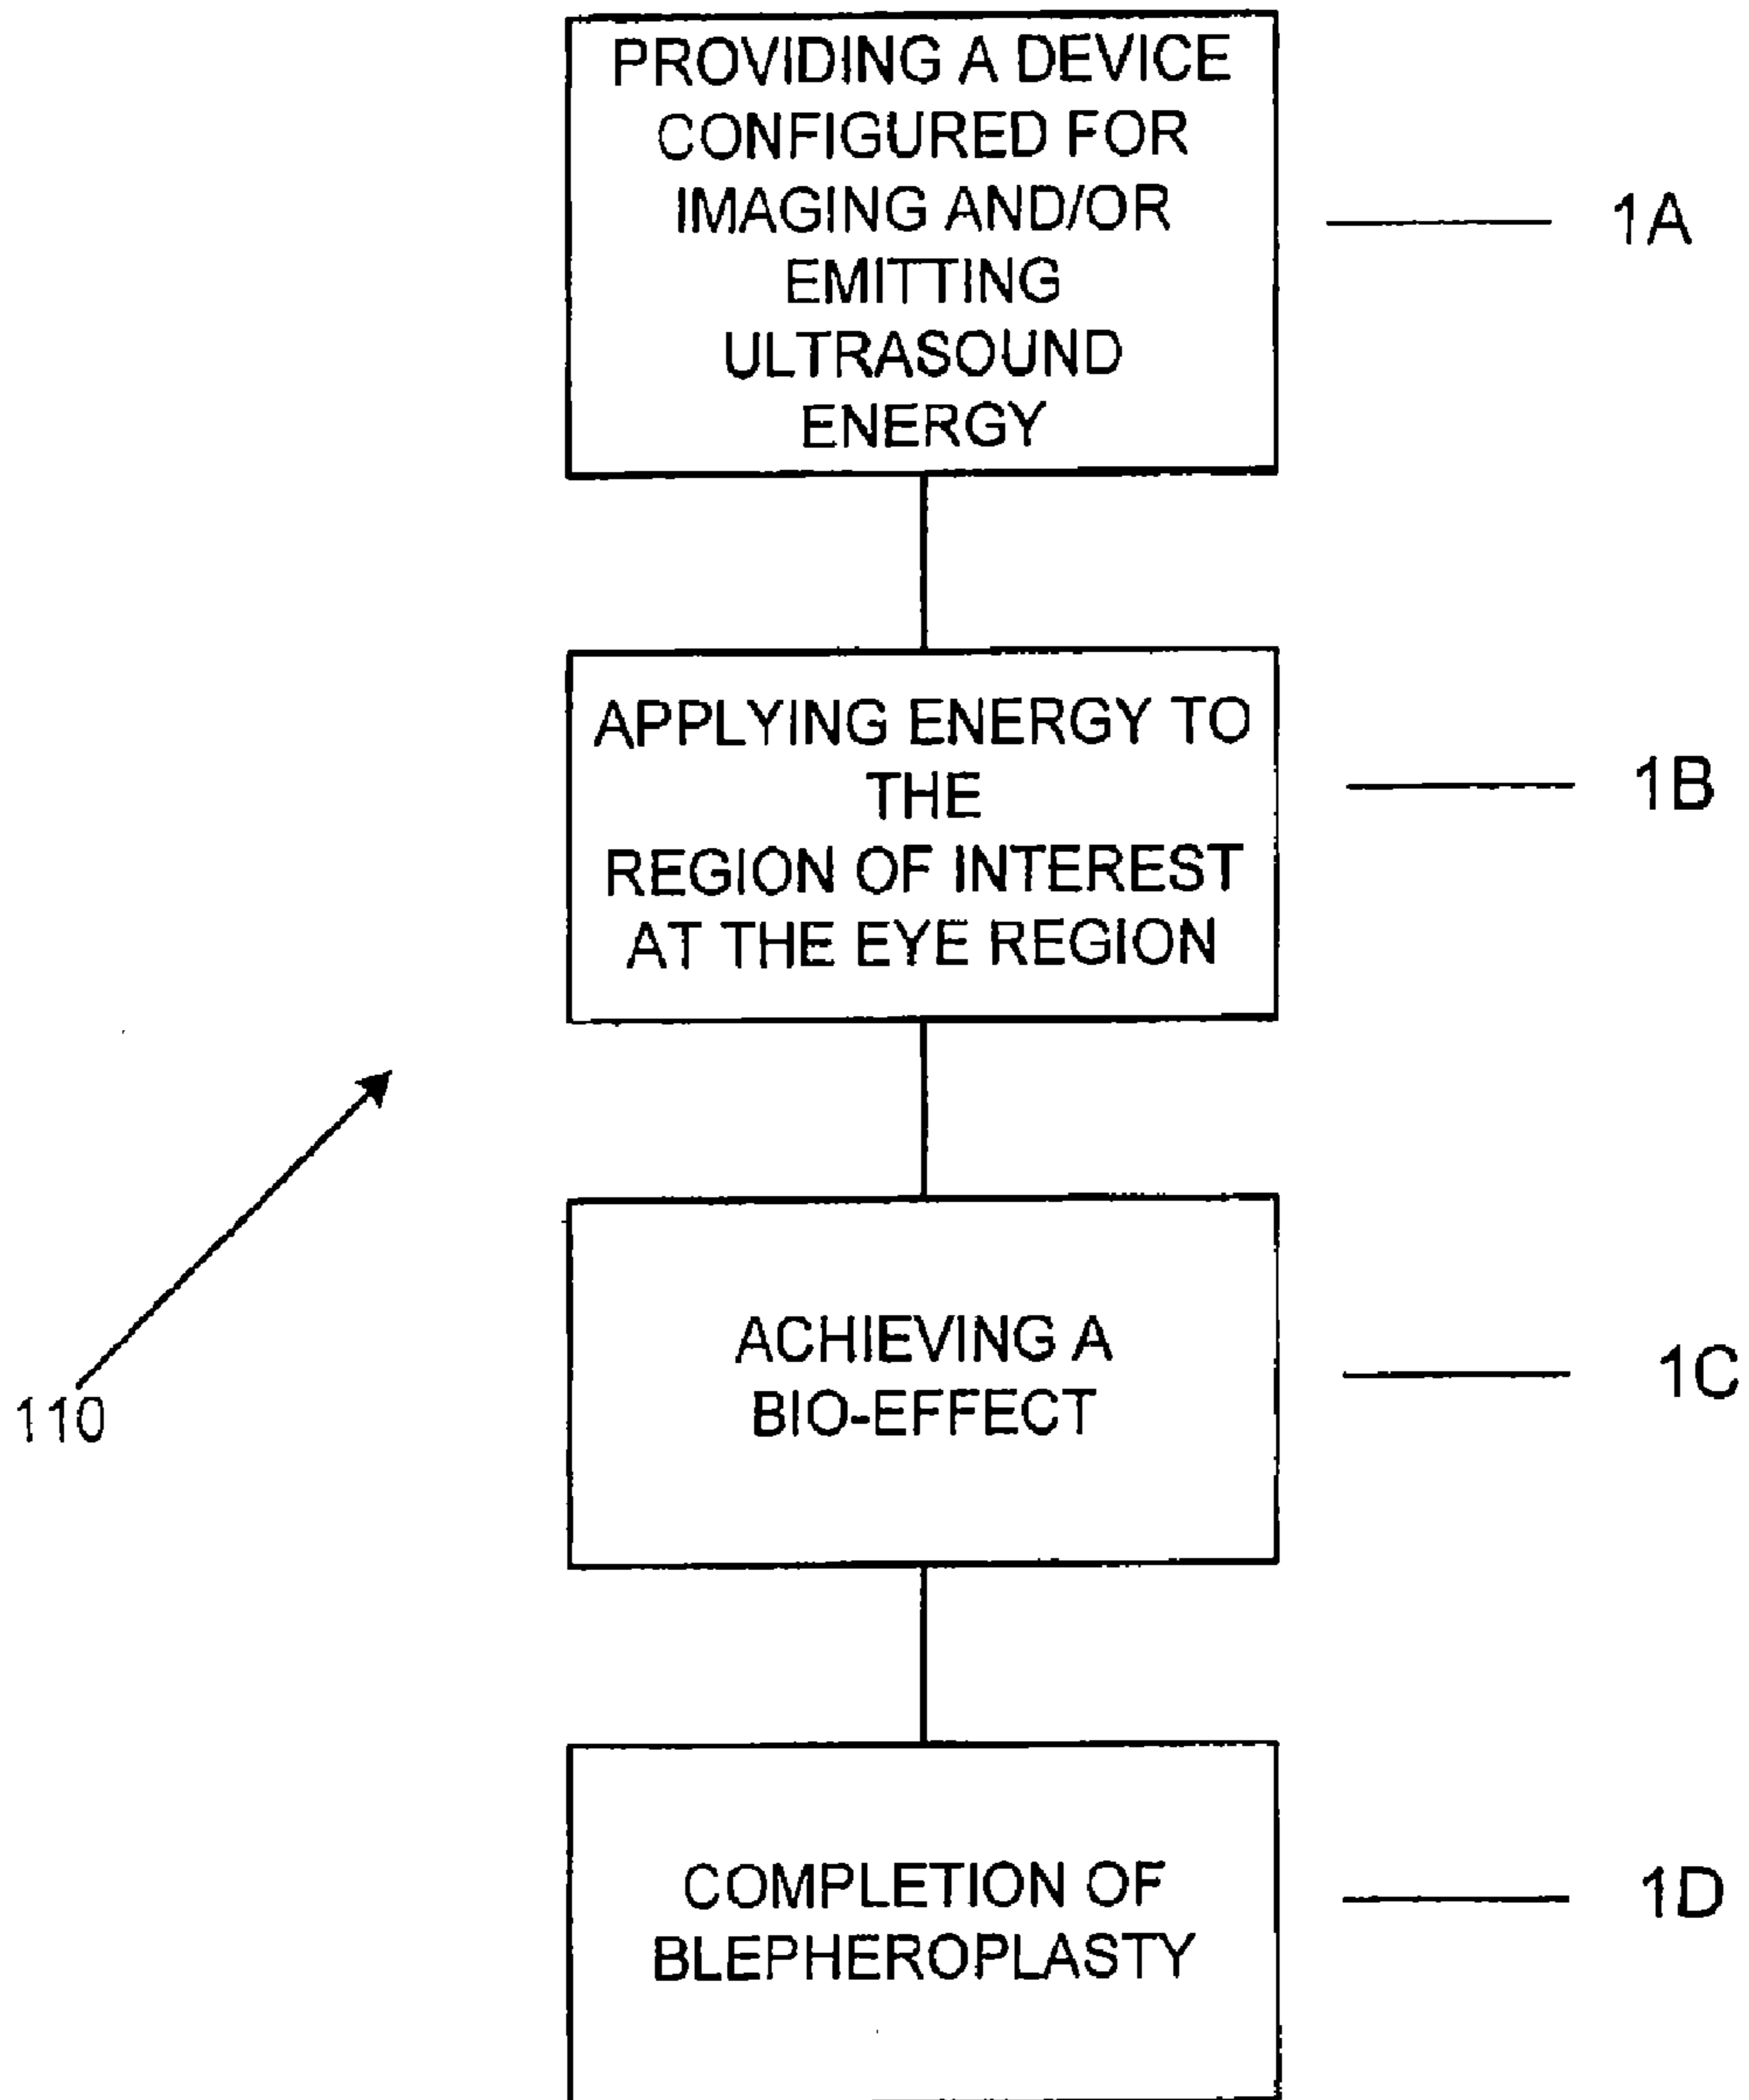 PROVIDING A DEVICE
CONFIGURED FOR
IMAGING AND/OR
EMITTING
ULTRASOUND
ENERGY
1A
APPLYING ENERGY TO
THE
REGION OF INTEREST
AT THE EYE REGION
1B
ACHIEVING A
BIO-EFFECT
1C
110
COMPLETION OF
BLEPHEROPLASTY
1D